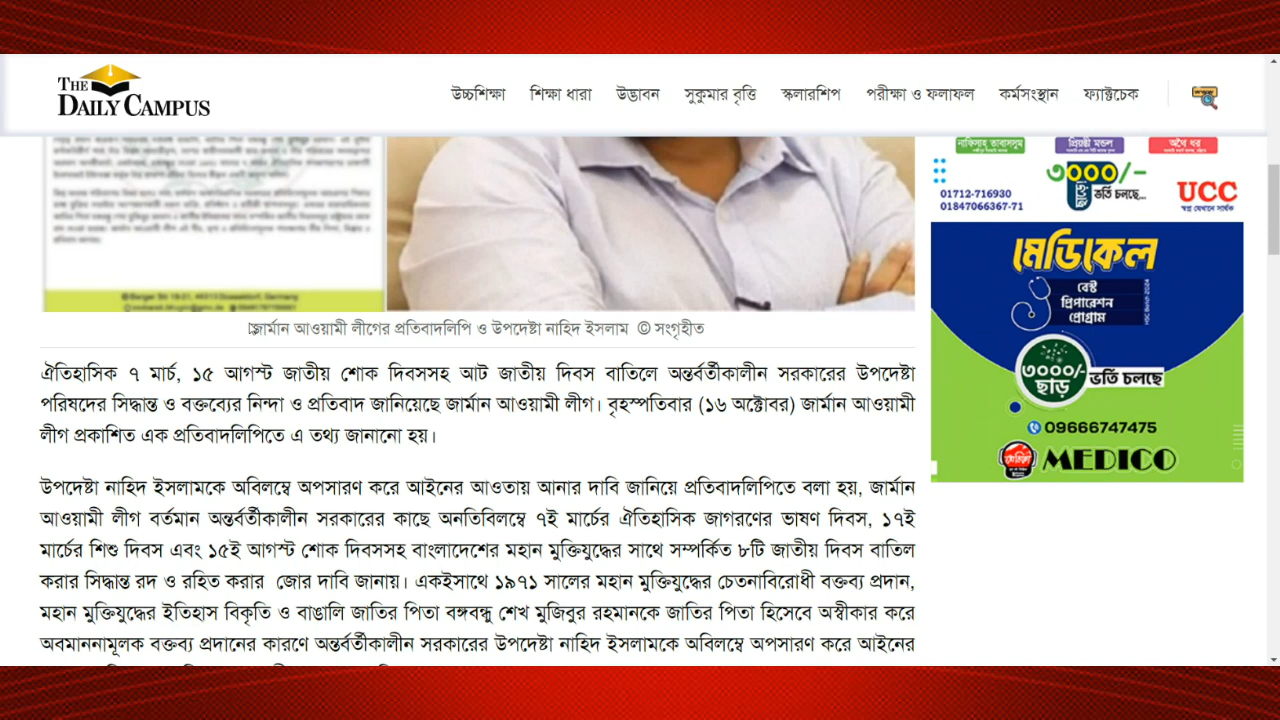 THE
DAILY CAMPUS
উচ্চশিক্ষা শিক্ষা ধারা উদ্ভাবন সুকুমার বৃত্তি স্কলারশিপ পরীক্ষা ও ফলাফল কর্মসংস্থান ফ্যাক্টচেক
নাফিসাহ তাবাসসুম প্রিয়ন্তী মন্ডল অথৈ ধর
৩০০০/-
ছাড়ে ভর্তি চলছে...
01712-716930
01847066367-71
UCC
স্বপ্ন যেখানে সার্থক
মেডিকেল
বেস্ট
প্রিপারেশন
প্রোগ্রাম
৩০০০/-
ছাড় ভর্তি চলছে
09666747475
MEDICO
জার্মান আওয়ামী লীগের প্রতিবাদলিপি ও উপদেষ্টা নাহিদ ইসলাম © সংগৃহীত
ঐতিহাসিক ৭ মার্চ, ১৫ আগস্ট জাতীয় শোক দিবসসহ আট জাতীয় দিবস বাতিলে অন্তর্বর্তীকালীন সরকারের উপদেষ্টা
পরিষদের সিদ্ধান্ত ও বক্তব্যের নিন্দা ও প্রতিবাদ জানিয়েছে জার্মান আওয়ামী লীগ। বৃহস্পতিবার (১৬ অক্টোবর) জার্মান আওয়ামী
লীগ প্রকাশিত এক প্রতিবাদলিপিতে এ তথ্য জানানো হয়।
উপদেষ্টা নাহিদ ইসলামকে অবিলম্বে অপসারণ করে আইনের আওতায় আনার দাবি জানিয়ে প্রতিবাদলিপিতে বলা হয়, জার্মান
আওয়ামী লীগ বর্তমান অন্তর্বর্তীকালীন সরকারের কাছে অনতিবিলম্বে ৭ই মার্চের ঐতিহাসিক জাগরণের ভাষণ দিবস, ১৭ই
মার্চের শিশু দিবস এবং ১৫ই আগস্ট শোক দিবসসহ বাংলাদেশের মহান মুক্তিযুদ্ধের সাথে সম্পর্কিত ৮টি জাতীয় দিবস বাতিল
করার সিদ্ধান্ত রদ ও রহিত করার জোর দাবি জানায়। একইসাথে ১৯৭১ সালের মহান মুক্তিযুদ্ধের চেতনাবিরোধী বক্তব্য প্রদান,
মহান মুক্তিযুদ্ধের ইতিহাস বিকৃতি ও বাঙালি জাতির পিতা বঙ্গবন্ধু শেখ মুজিবুর রহমানকে জাতির পিতা হিসেবে অস্বীকার করে
অবমাননামূলক বক্তব্য প্রদানের কারণে অন্তর্বর্তীকালীন সরকারের উপদেষ্টা নাহিদ ইসলামকে অবিলম্বে অপসারণ করে আইনের